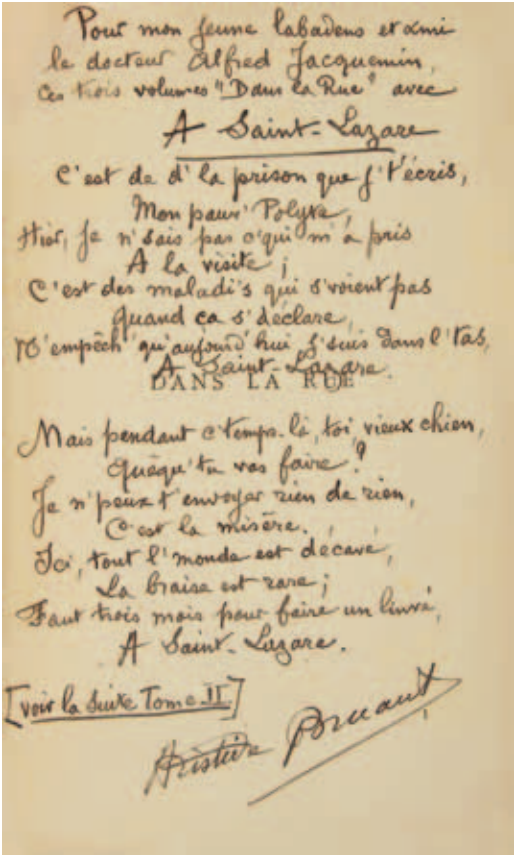 Pour mon jeune labadens et ami
le docteur Alfred Jacquemin,
Ces trois volumes "Dans la Rue" avec
A Saint-Lazare
C'est de d' la prison que j't'écris,
Mon pauv' Polyte,
Hier, je n'sais pas c'qui m'a pris
A la visite ;
C'est des maladi's qui s'voient pas
Quand ça s'déclare,
N'empêch' qu'aujourd'hui j'suis dans l'tas,
A Saint-Lazare.
DANS LA RUE
Mais pendant c'temps-là, toi, vieux chien,
Quéqu'tu vas faire ?
Je n'peux t'envoyer rien de rien,
C'est la misère.
Ici, tout l'monde est décavé,
La braise est rare ;
Faut trois mois pour faire un linvé,
A Saint-Lazare.
[voir la suite Tome II]
Aristide Bruant